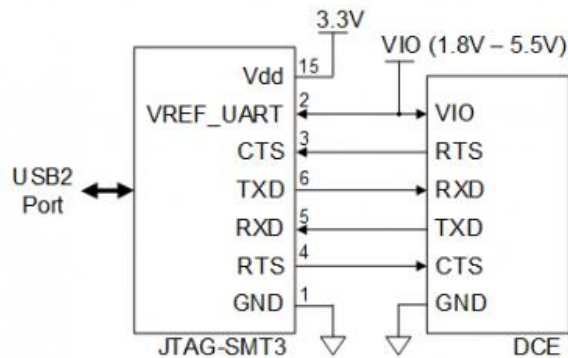 3.3V
VIO (1.8V – 5.5V)
Vdd 15
VREF_UART 2 VIO
CTS 3 RTS
USB2
Port
TXD 6 RXD
RXD 5 TXD
RTS 4 CTS
GND 1 GND
JTAG-SMT3 DCE